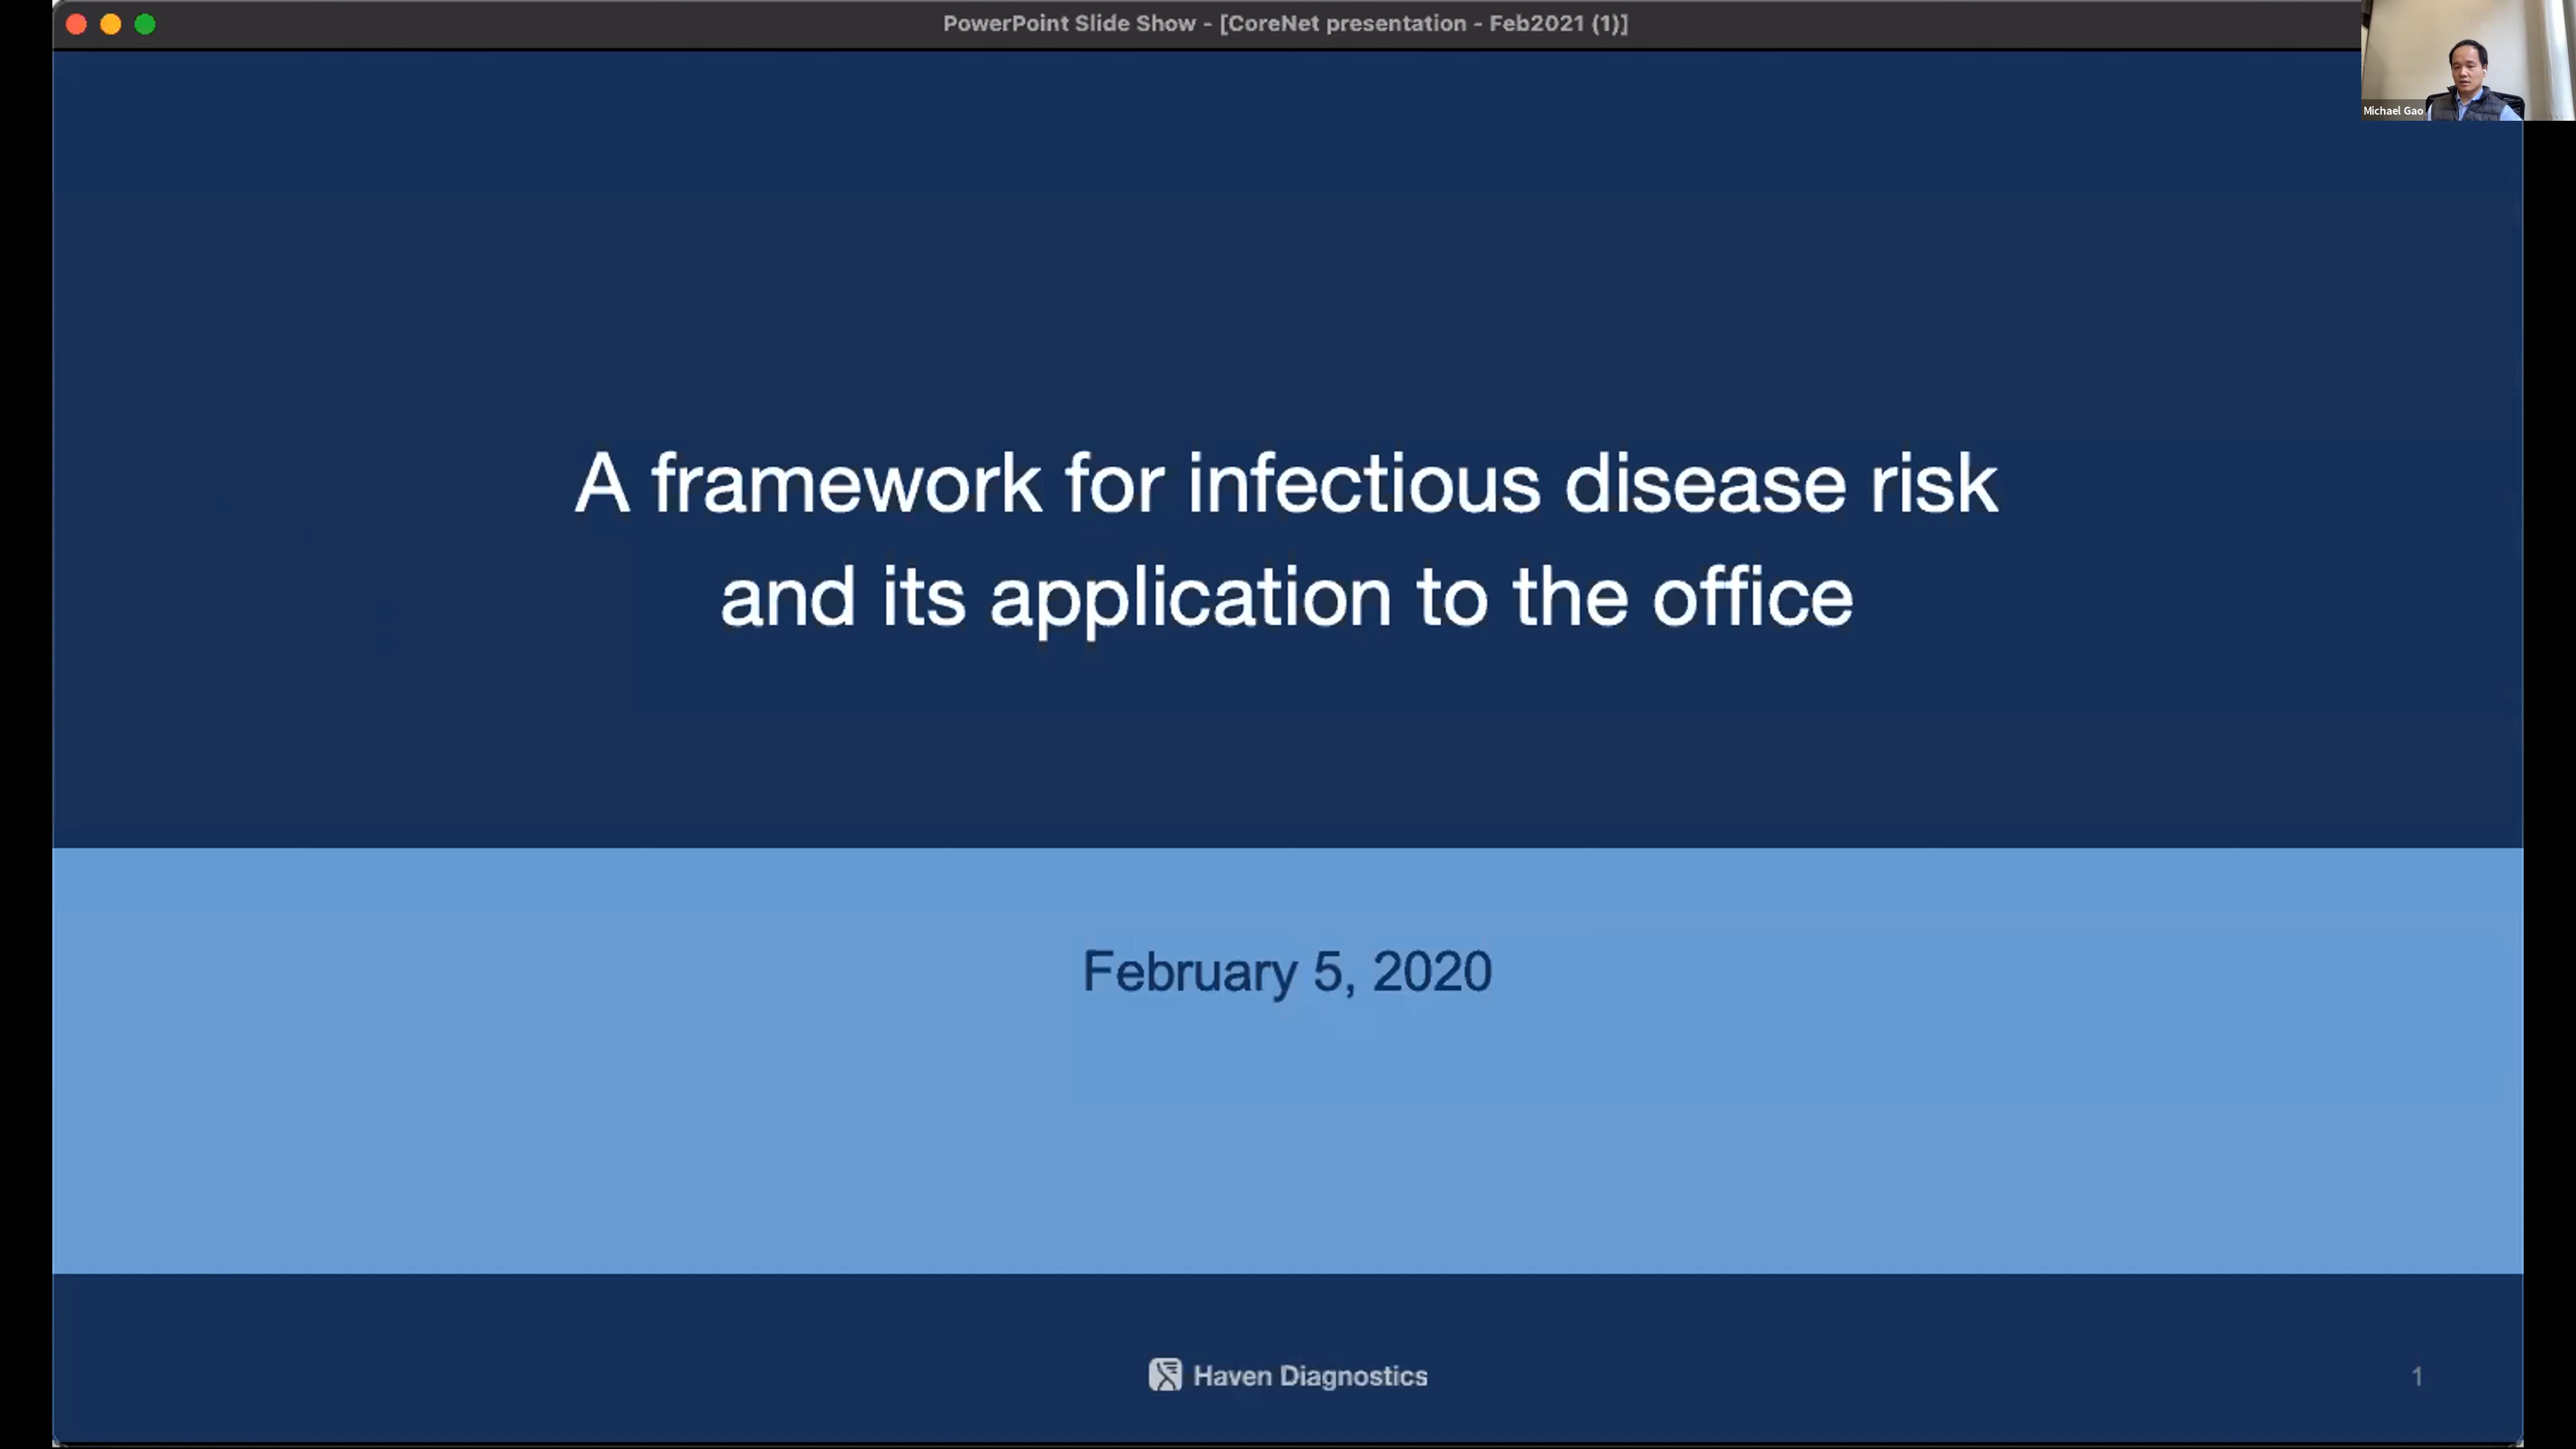 PowerPoint Slide Show - [CoreNet presentation - Feb2021 (1)]
Michael Gao
A framework for infectious disease risk
and its application to the office
February 5, 2020
Haven Diagnostics
1